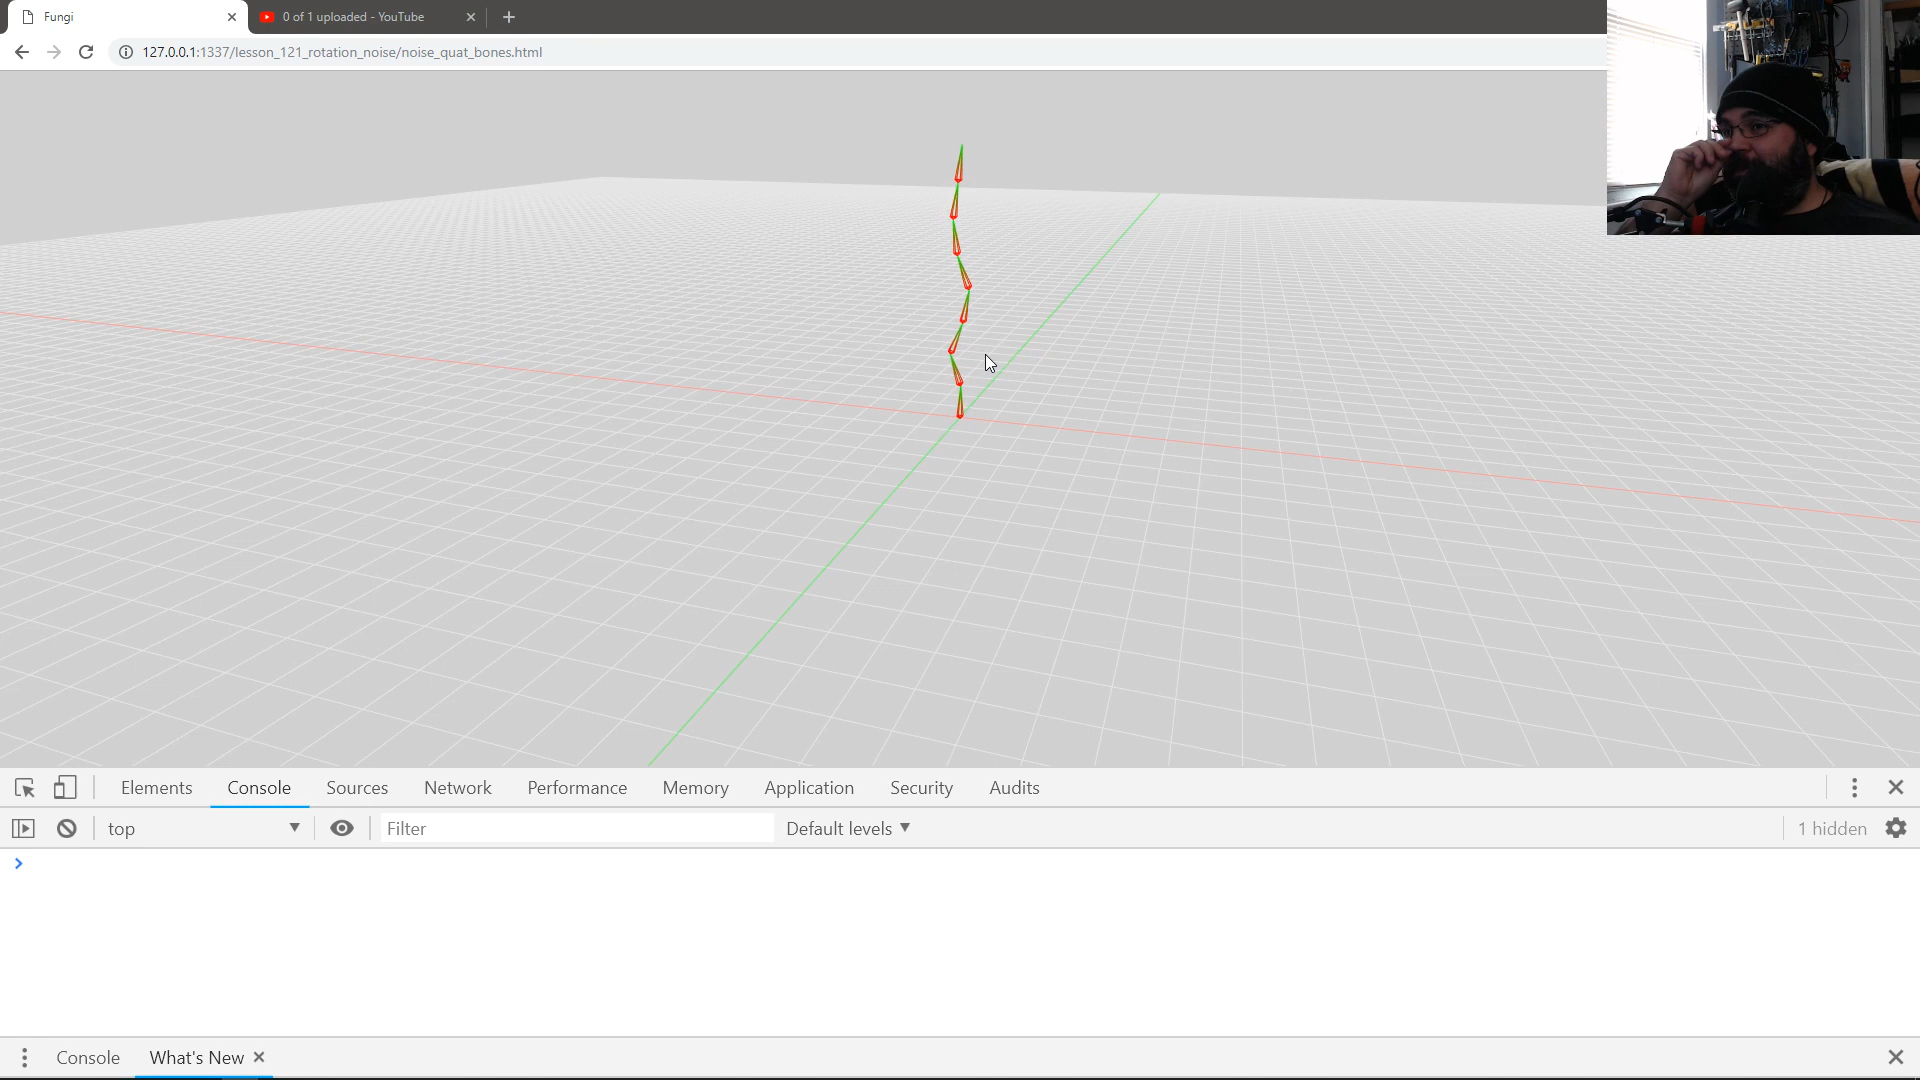 Fungi
0 of 1 uploaded - YouTube
127.0.0.1:1337/lesson_121_rotation_noise/noise_quat_bones.html
Elements Console Sources Network Performance Memory Application Security Audits
top Filter Default levels 1 hidden
Console What's New